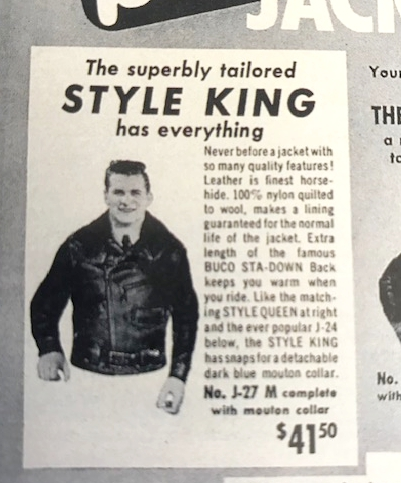 JAC
The superbly tailored
STYLE KING
has everything
Never before a jacket with
so many quality features!
Leather is finest horse-
hide. 100% nylon quilted
to wool, makes a lining
guaranteed for the normal
life of the jacket. Extra
length of the famous
BUCO STA-DOWN Back
keeps you warm when
you ride. Like the match-
ing STYLE QUEEN at right
and the ever popular J-24
below, the STYLE KING
has snaps for a detachable
dark blue mouton collar.
No. J-27 M complete
with mouton collar
$41.50
Your
THE
a
No.
with